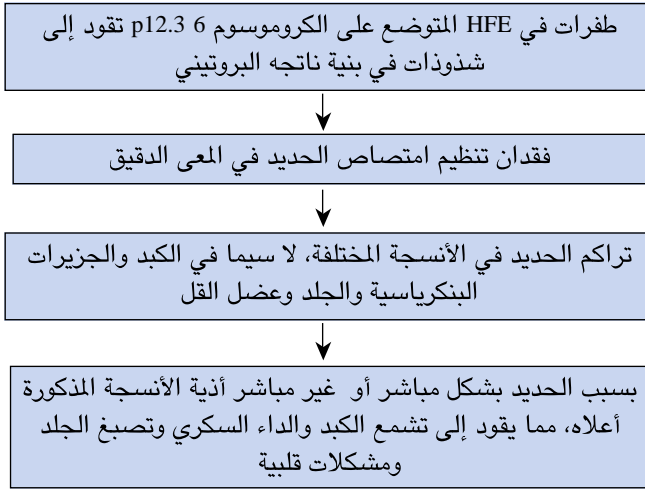 طفرات في HFE المتوضع على الكروموسوم 6 p12.3 تقود إلى
شذوذات في بنية ناتجه البروتيني
فقدان تنظيم امتصاص الحديد في المعى الدقيق
تراكم الحديد في الأنسجة المختلفة، لا سيما في الكبد والجزيرات
البنكرياسية والجلد وعضل القل
بسبب الحديد بشكل مباشر أو غير مباشر أذية الأنسجة المذكورة
أعلاه، مما يقود إلى تشمع الكبد والداء السكري وتصبغ الجلد
ومشكلات قلبية